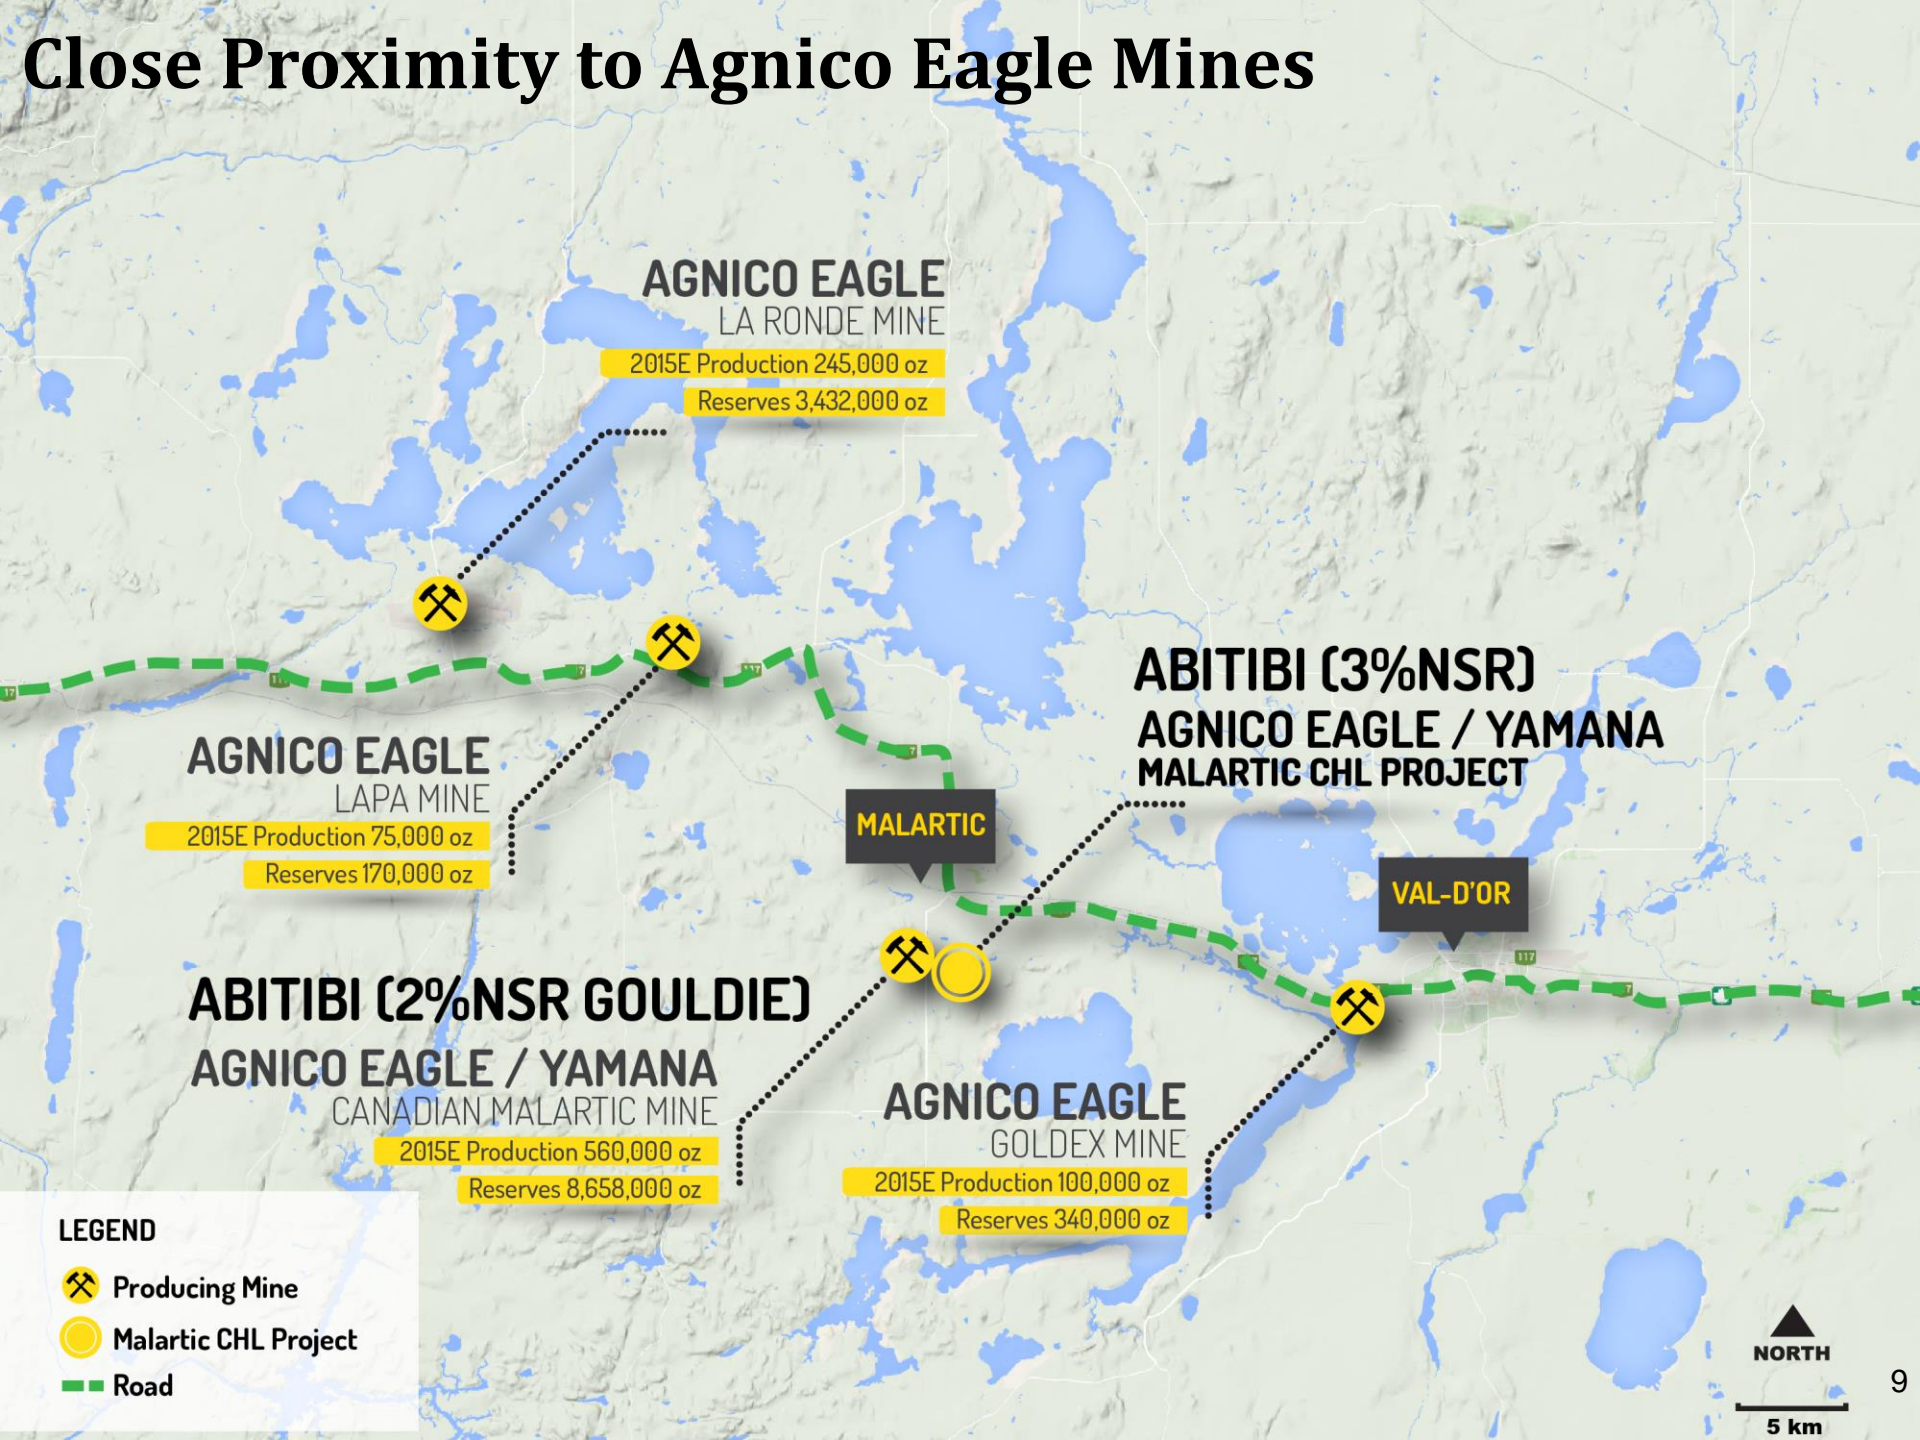 Close Proximity to Agnico Eagle Mines
AGNICO EAGLE
LA RONDE MINE
2015E Production 245,000 oz
Reserves 3,432,000 oz
ABITIBI (3%NSR)
AGNICO EAGLE / YAMANA
MALARTIC CHL PROJECT
AGNICO EAGLE
LAPA MINE
2015E Production 75,000 oz
Reserves 170,000 oz
MALARTIC
VAL-D'OR
117
ABITIBI (2%NSR GOULDIE)
AGNICO EAGLE / YAMANA
CANADIAN MALARTIC MINE
2015E Production 560,000 oz
Reserves 8,658,000 oz
AGNICO EAGLE
GOLDEX MINE
2015E Production 100,000 oz
Reserves 340,000 oz
LEGEND
Producing Mine
Malartic CHL Project
Road
NORTH
5 km
9